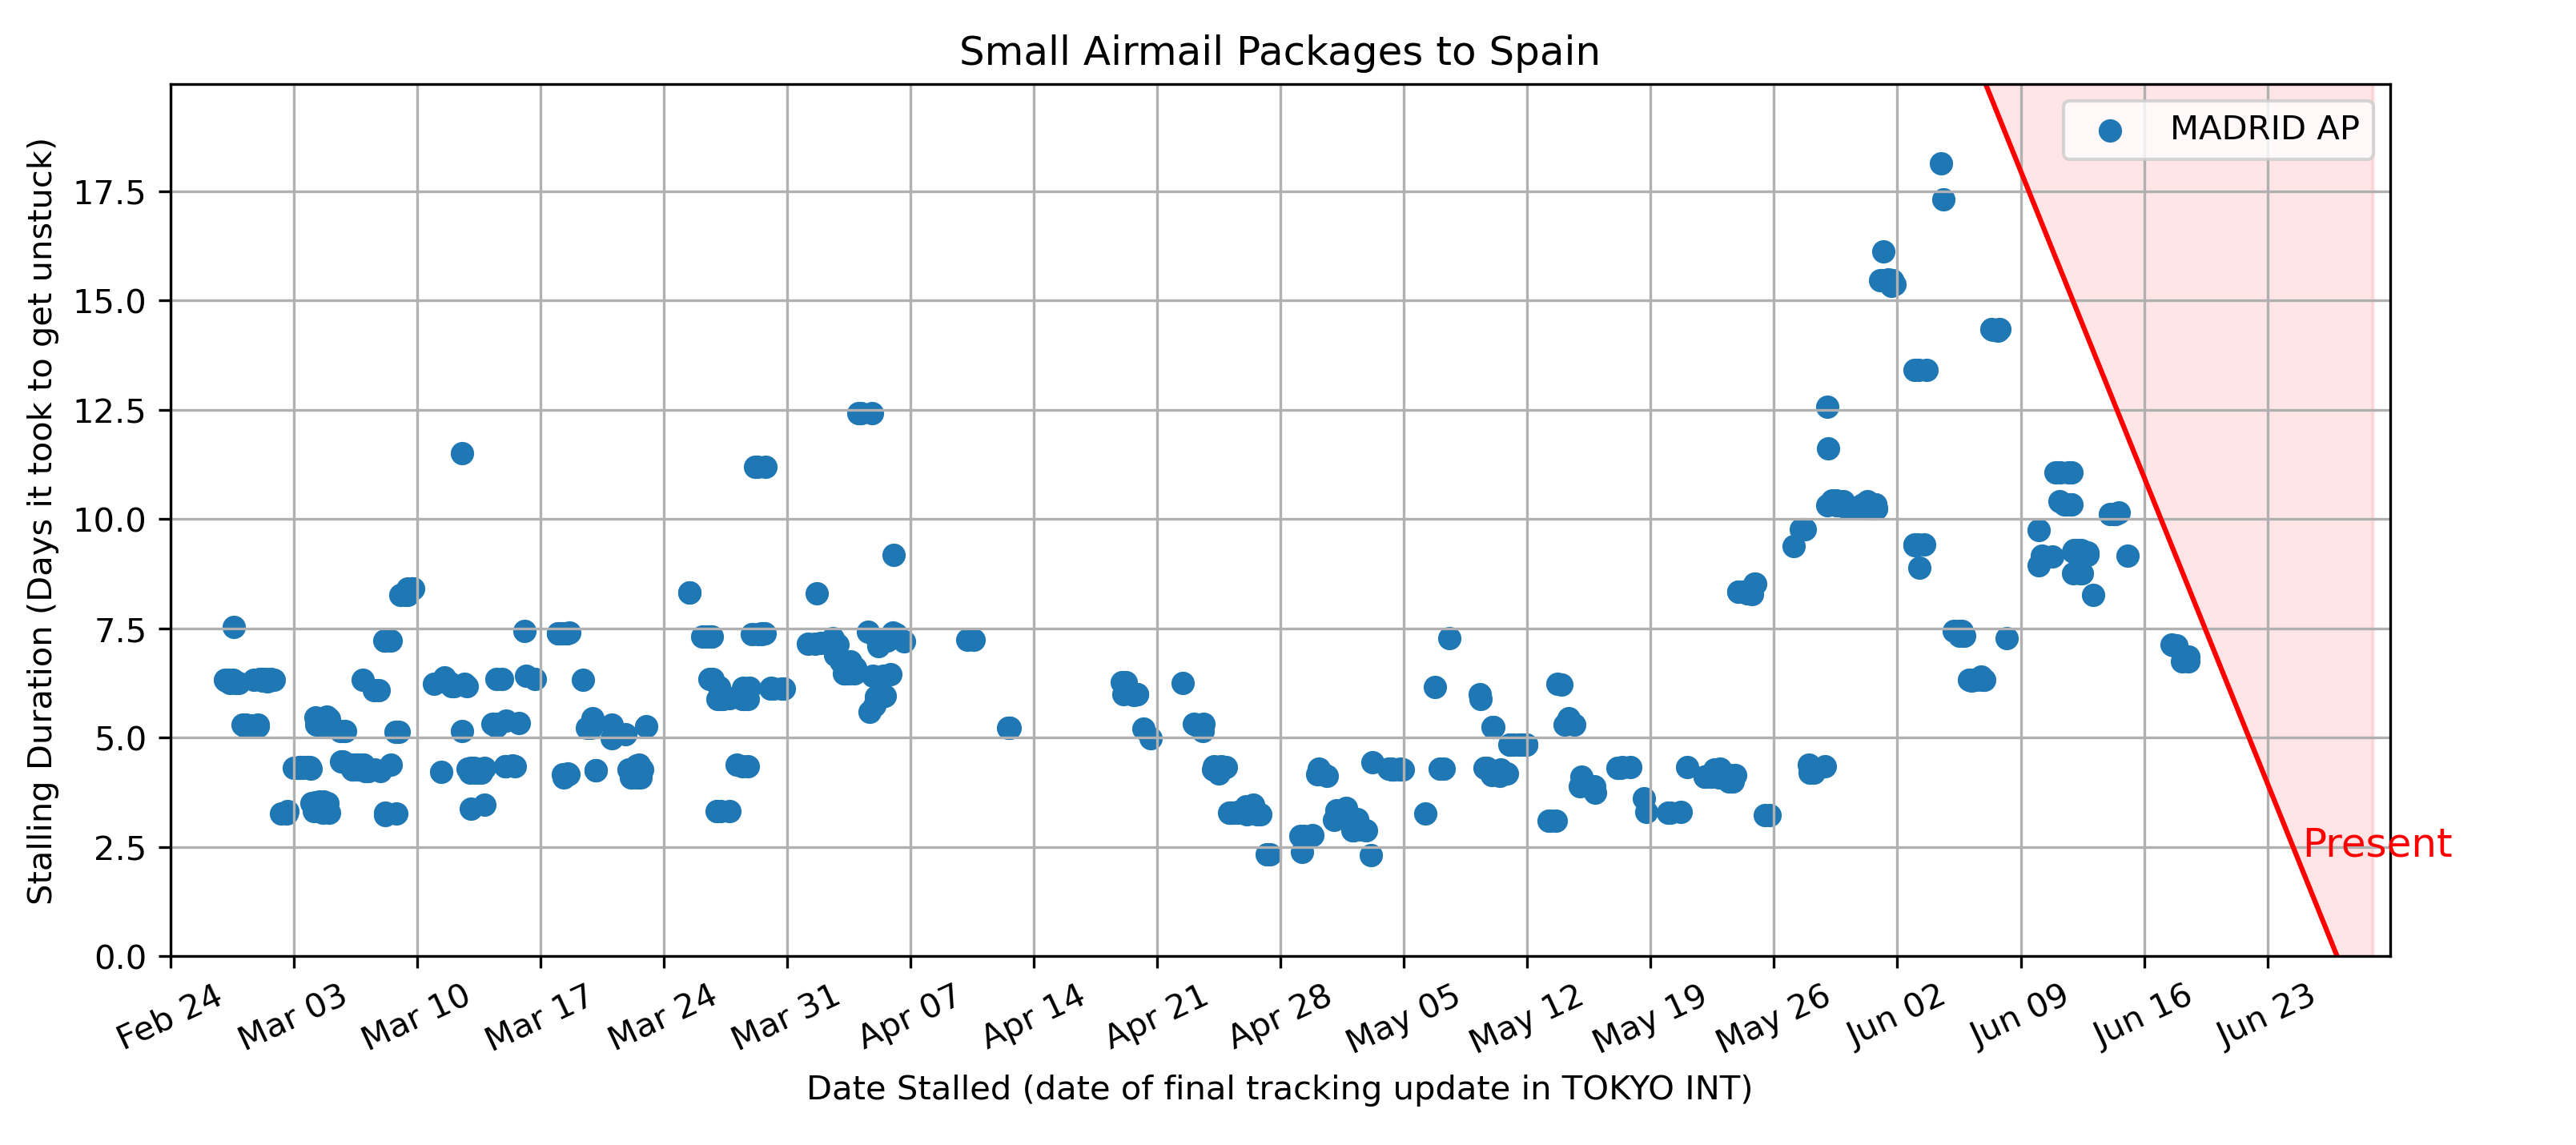 Small Airmail Packages to Spain
MADRID AP
Stalling Duration (Days it took to get unstuck)
17.5
15.0
12.5
10.0
7.5
5.0
2.5
0.0
Present
Feb 24 Mar 03 Mar 10 Mar 17 Mar 24 Mar 31 Apr 07 Apr 14 Apr 21 Apr 28 May 05 May 12 May 19 May 26 Jun 02 Jun 09 Jun 16 Jun 23
Date Stalled (date of final tracking update in TOKYO INT)